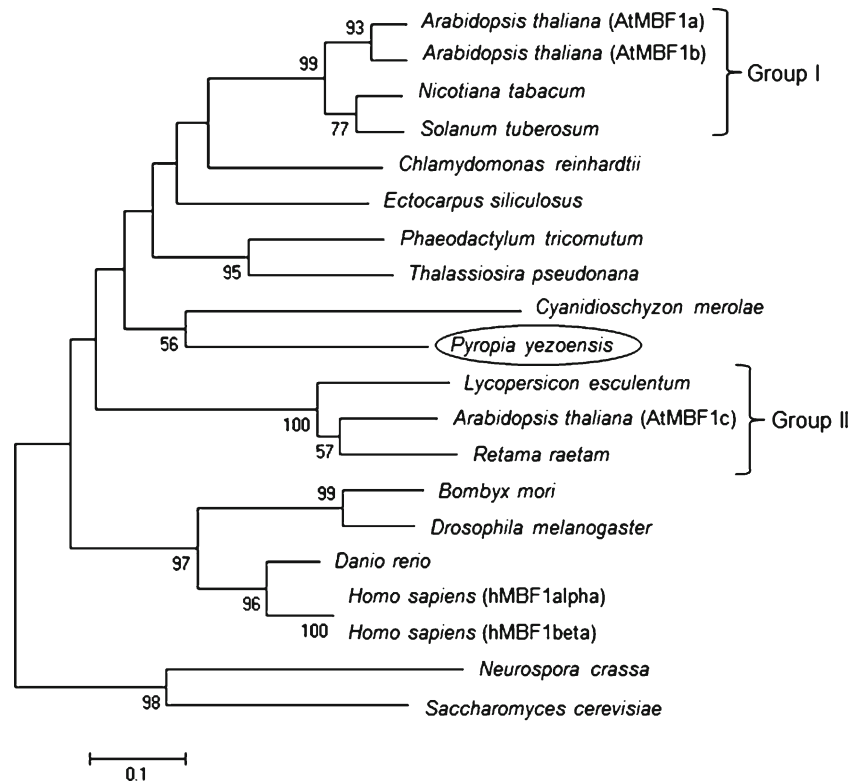 93
Arabidopsis thaliana (AtMBF1a)
99
Arabidopsis thaliana (AtMBF1b)
Group I
Nicotiana tabacum
77
Solanum tuberosum
Chlamydomonas reinhardtii
Ectocarpus siliculosus
Phaeodactylum tricornutum
95
Thalassiosira pseudonana
Cyanidioschyzon merolae
56
Pyropia yezoensis
Lycopersicon esculentum
100
Arabidopsis thaliana (AtMBF1c)
Group II
57
Retama raetam
99
Bombyx mori
Drosophila melanogaster
97
Danio rerio
96
Homo sapiens (hMBF1alpha)
100
Homo sapiens (hMBF1beta)
Neurospora crassa
98
Saccharomyces cerevisiae
0.1